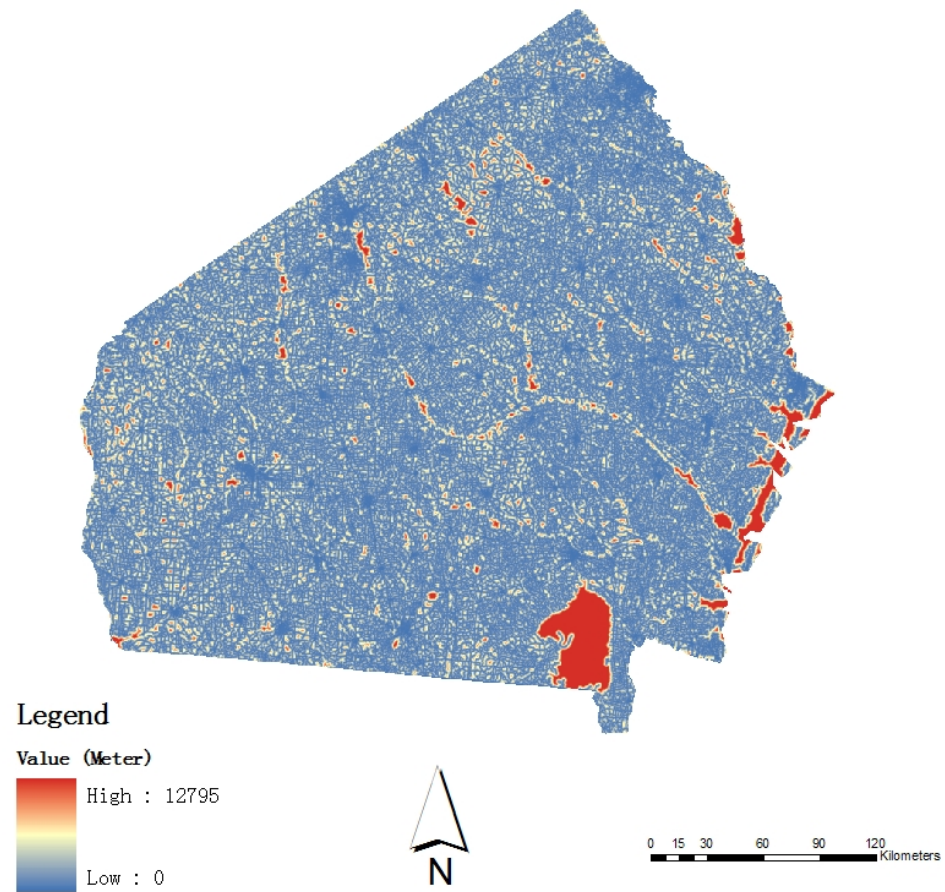 Legend
Value (Meter)
High : 12795
Low : 0
N
0 15 30 60 90 120
Kilometers